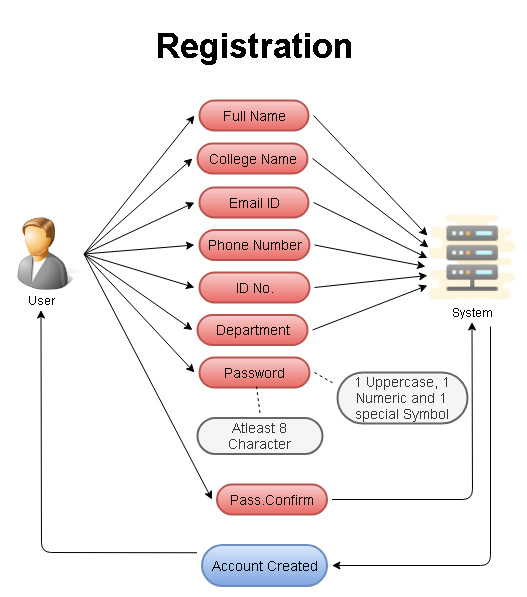 Registration
Full Name
College Name
Email ID
Phone Number
ID No.
Department
Password
User
System
1 Uppercase, 1
Numeric and 1
special Symbol
Atleast 8
Character
Pass.Confirm
Account Created